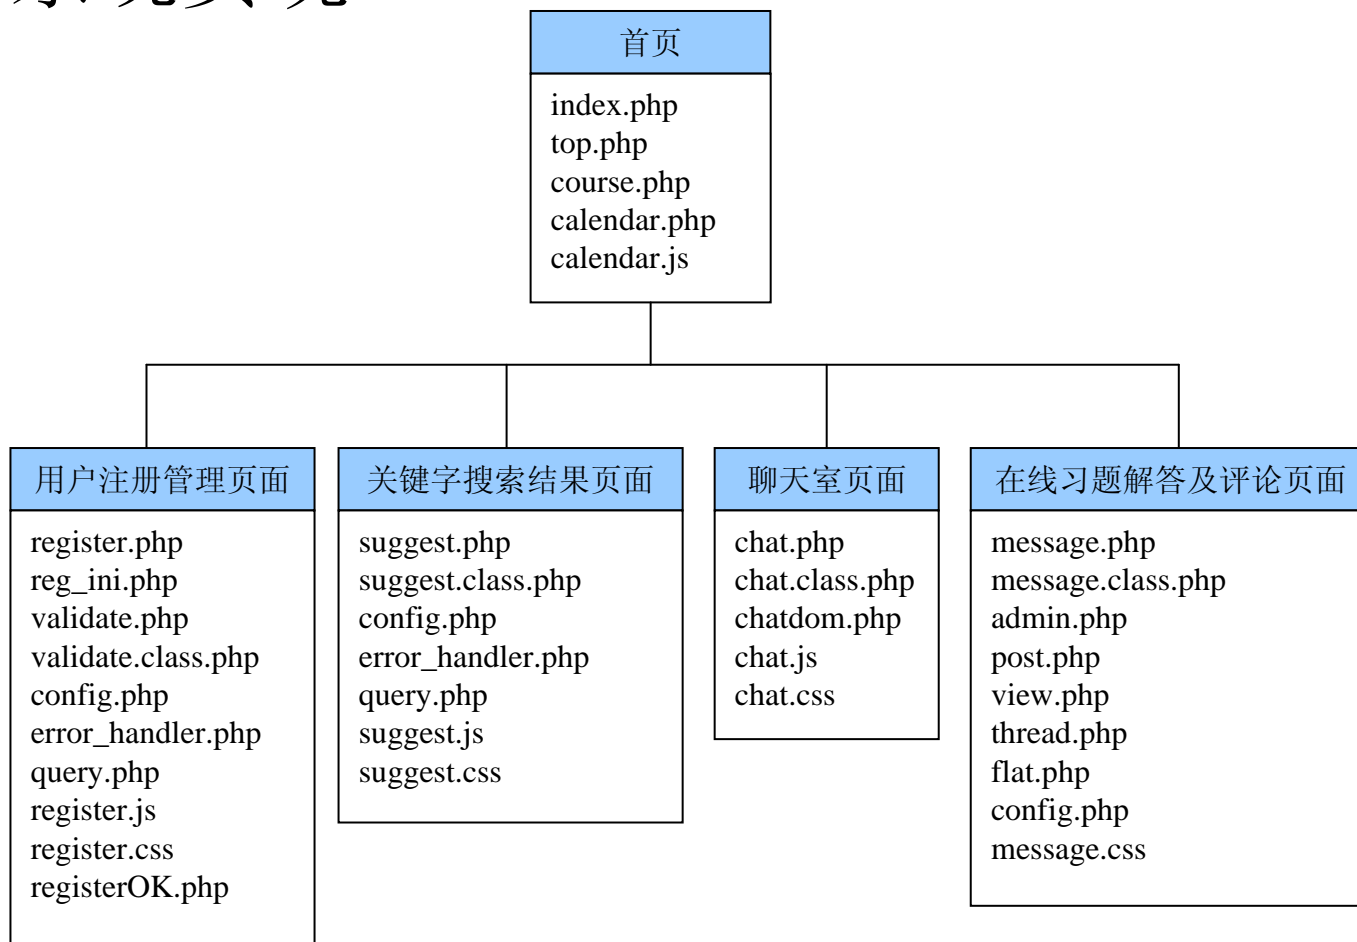 首页
index.php
top.php
course.php
calendar.php
calendar.js
用户注册管理页面
register.php
reg_ini.php
validate.php
validate.class.php
config.php
error_handler.php
query.php
register.js
register.css
registerOK.php
关键字搜索结果页面
suggest.php
suggest.class.php
config.php
error_handler.php
query.php
suggest.js
suggest.css
聊天室页面
chat.php
chat.class.php
chatdom.php
chat.js
chat.css
在线习题解答及评论页面
message.php
message.class.php
admin.php
post.php
view.php
thread.php
flat.php
config.php
message.css